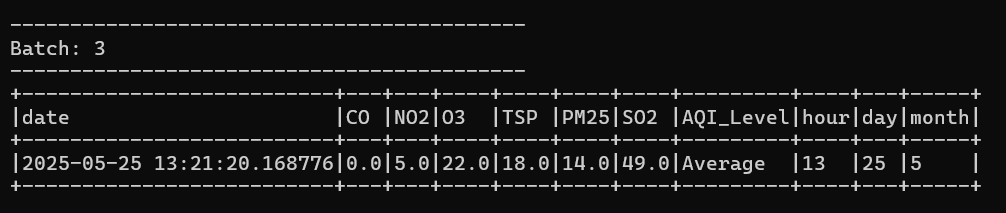 -------------------------------------------
Batch: 3
-------------------------------------------
+--------------------------+---+---+----+----+----+----+---------+----+---+-----+
|date                      |CO |NO2|O3  |TSP |PM25|SO2 |AQI_Level|hour|day|month|
+--------------------------+---+---+----+----+----+----+---------+----+---+-----+
|2025-05-25 13:21:20.168776|0.0|5.0|22.0|18.0|14.0|49.0|Average  |13  |25 |5    |
+--------------------------+---+---+----+----+----+----+---------+----+---+-----+